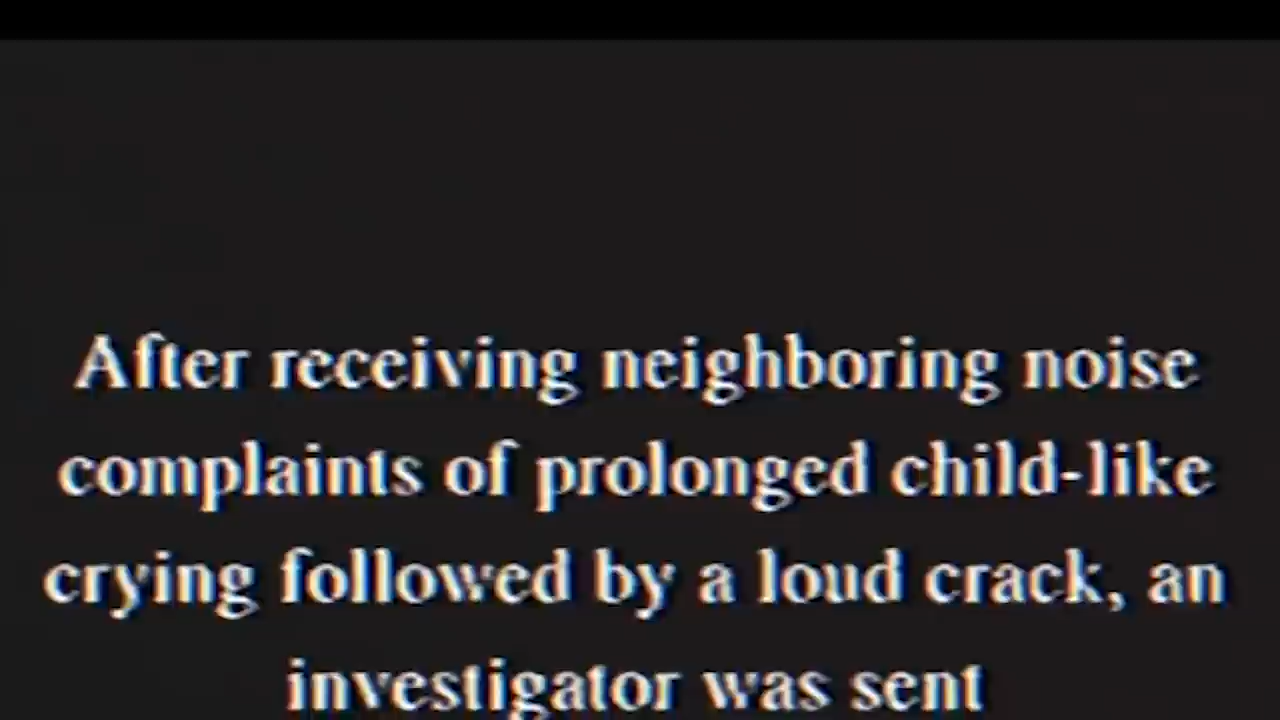 After receiving neighboring noise
complaints of prolonged child-like
crying followed by a loud crack, an
investigator was sent